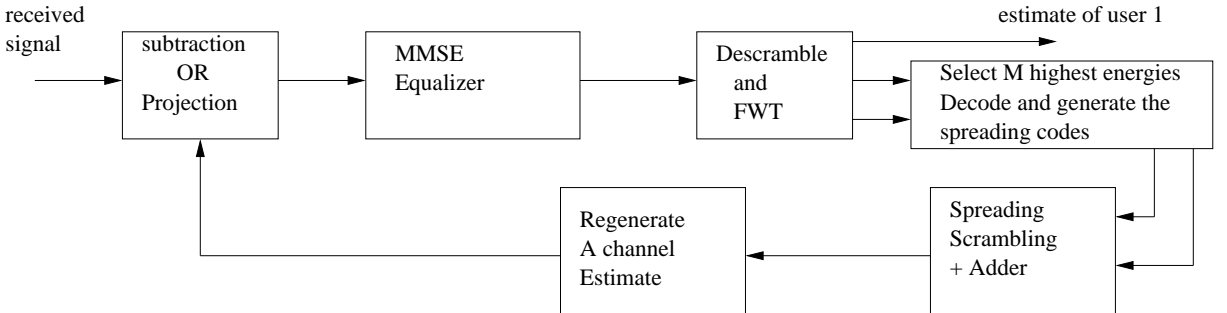 received
signal
subtraction
OR
Projection
MMSE
Equalizer
Descramble
and
FWT
estimate of user 1
Select M highest energies
Decode and generate the
spreading codes
Regenerate
A channel
Estimate
Spreading
Scrambling
+ Adder